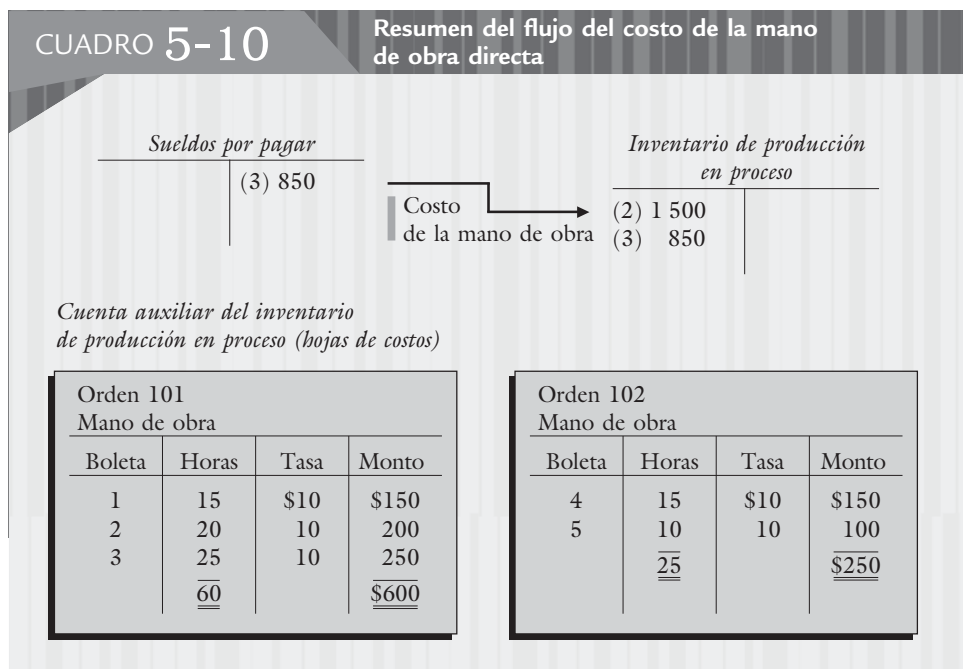 CUADRO 5-10
Resumen del flujo del costo de la mano
de obra directa
Sueldos por pagar
(3) 850
Costo
de la mano de obra
Inventario de producción
en proceso
(2) 1 500
(3) 850
Cuenta auxiliar del inventario
de producción en proceso (hojas de costos)
Orden 101
Mano de obra
Boleta Horas Tasa Monto
1 15 $10 $150
2 20 10 200
3 25 10 250
60 $600
Orden 102
Mano de obra
Boleta Horas Tasa Monto
4 15 $10 $150
5 10 10 100
25 $250